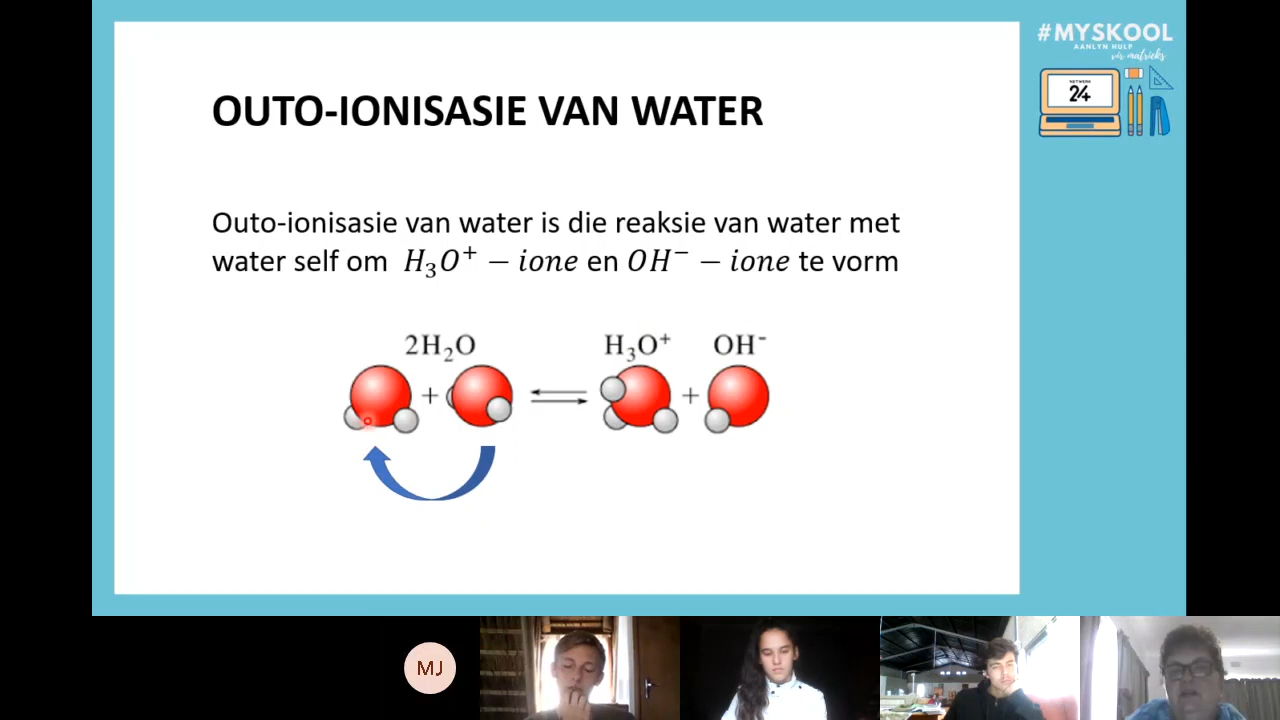 #MYSKOOL
AANLYN HULP
vir matrieks
NETWERK
24
OUTO-IONISASIE VAN WATER
Outo-ionisasie van water is die reaksie van water met
water self om H₃O⁺ − ione en OH⁻ − ione te vorm
2H₂O H₃O⁺ OH⁻
+ ⇌ +
MJ